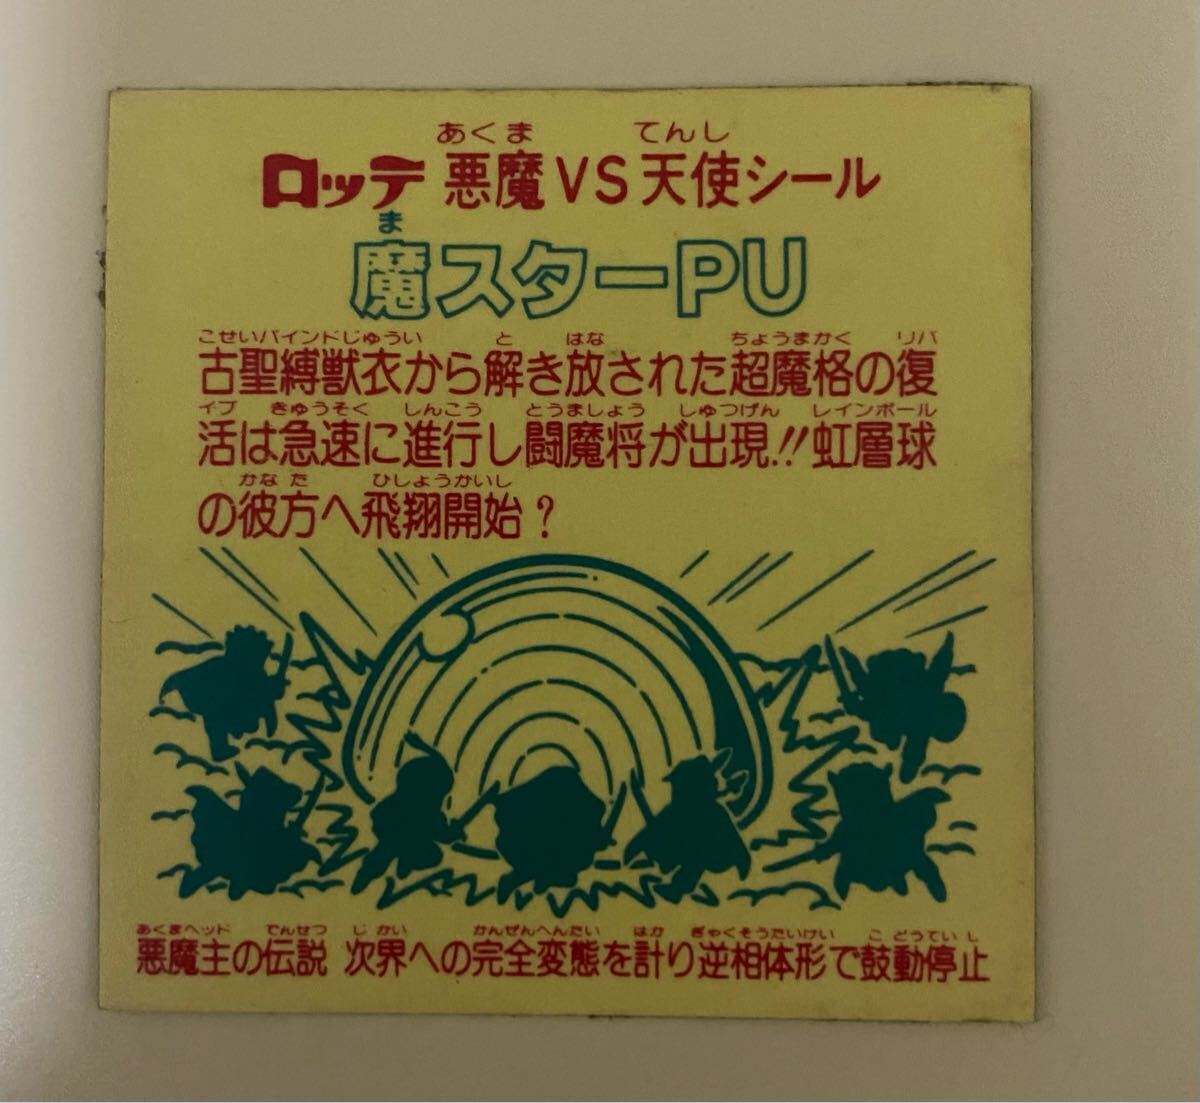 あくま てんし
ロッテ 悪魔VS天使シール
ま
魔スターPU
こせいバインドじゅうい と はな ちょうまかく リバ
古聖縛獣衣から解き放された超魔格の復
イブ きゅうそく しんこう とうましょう しゅつげん レインボール
活は急速に進行し闘魔将が出現!!虹層球
かなた ひしょうかいし
の彼方へ飛翔開始？
あくまヘッド でんせつ じかい かんぜんへんたい はか ぎゃくそうたいけい こどうていし
悪魔主の伝説 次界への完全変態を計り逆相体形で鼓動停止